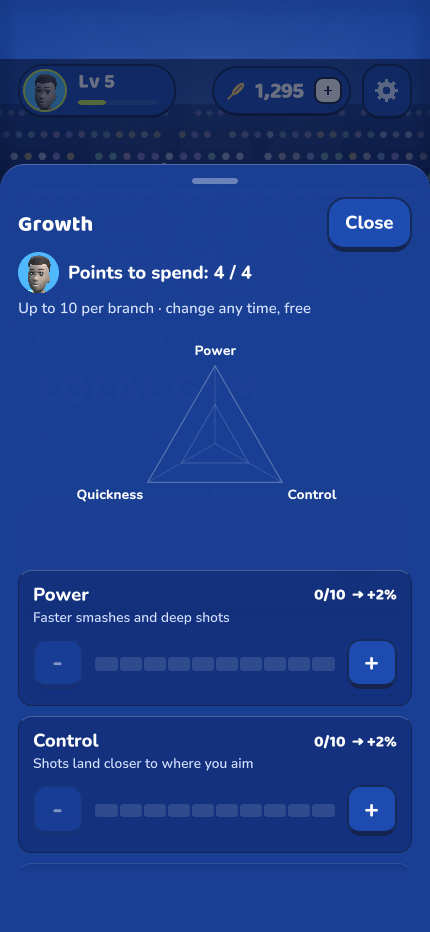 Lv 5
1,295
+
Growth
Close
Points to spend: 4 / 4
Up to 10 per branch · change any time, free
Power
Quickness
Control
Power
0/10 → +2%
Faster smashes and deep shots
-
+
Control
0/10 → +2%
Shots land closer to where you aim
-
+